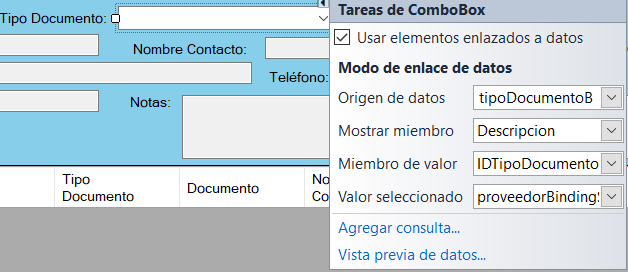 Tipo Documento:
Nombre Contacto:
Teléfono:
Notas:
Tipo
Documento
Documento
No
Co
Tareas de ComboBox
Usar elementos enlazados a datos
Modo de enlace de datos
Origen de datos tipoDocumentoB
Mostrar miembro Descripcion
Miembro de valor IDTipoDocumento
Valor seleccionado proveedorBindingS
Agregar consulta...
Vista previa de datos...